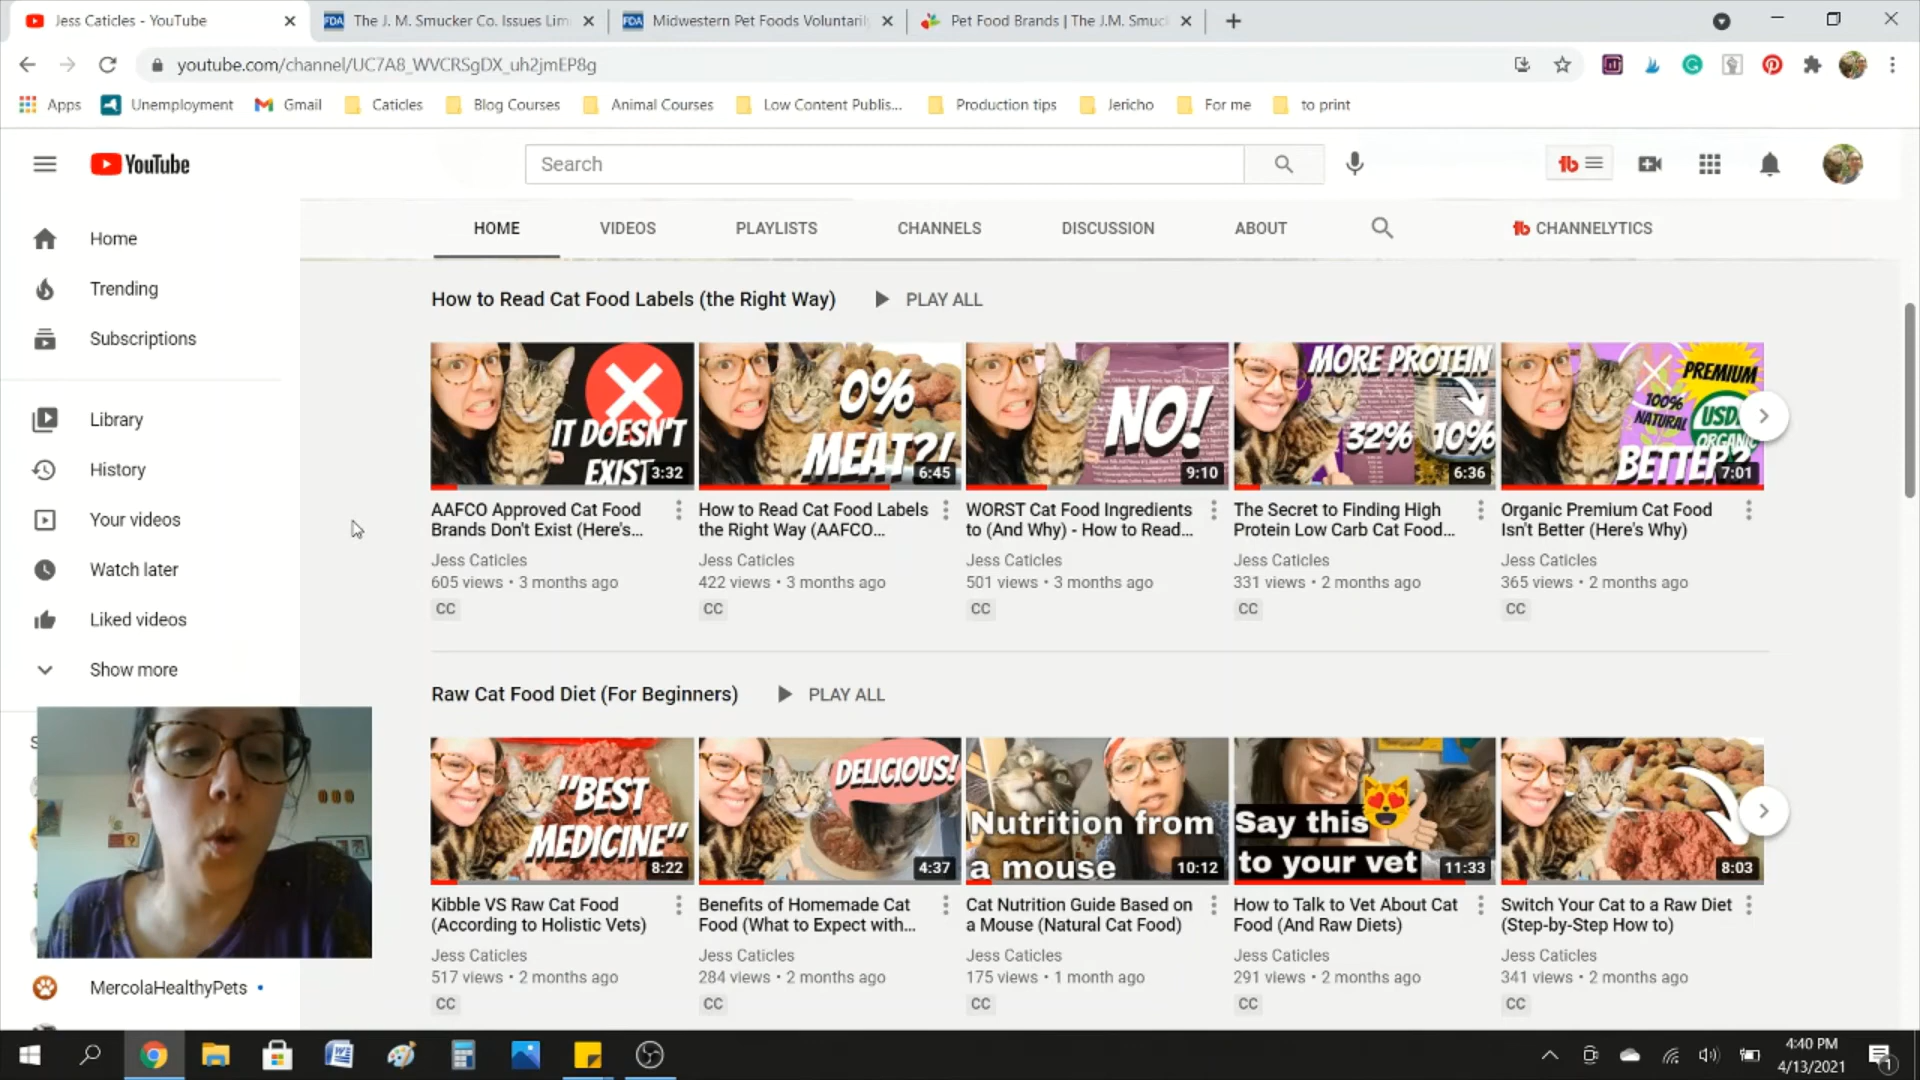 Jess Caticles - YouTube
FDA The J. M. Smucker Co. Issues Lim
FDA Midwestern Pet Foods Voluntaril
Pet Food Brands | The J.M. Smuc
youtube.com/channel/UC7A8_WVCRSgDX_uh2jmEP8g
Apps Unemployment Gmail Caticles Blog Courses Animal Courses Low Content Publis... Production tips Jericho For me to print
YouTube
Search
HOME VIDEOS PLAYLISTS CHANNELS DISCUSSION ABOUT CHANNELYTICS
Home
Trending
Subscriptions
Library
History
Your videos
Watch later
Liked videos
Show more
MercolaHealthyPets
How to Read Cat Food Labels (the Right Way) PLAY ALL
IT DOESN'T
EXIST
3:32
0%
MEAT?!
6:45
NO!
9:10
MORE PROTEIN
32% 10%
6:36
PREMIUM
100%
NATURAL
USDA
ORGANIC
BETTER?
7:01
AAFCO Approved Cat Food
Brands Don't Exist (Here's...
Jess Caticles
605 views • 3 months ago
CC
How to Read Cat Food Labels
the Right Way (AAFCO...
Jess Caticles
422 views • 3 months ago
CC
WORST Cat Food Ingredients
to (And Why) - How to Read...
Jess Caticles
501 views • 3 months ago
CC
The Secret to Finding High
Protein Low Carb Cat Food...
Jess Caticles
331 views • 2 months ago
CC
Organic Premium Cat Food
Isn't Better (Here's Why)
Jess Caticles
365 views • 2 months ago
CC
Raw Cat Food Diet (For Beginners) PLAY ALL
"BEST
MEDICINE"
8:22
DELICIOUS!
4:37
Nutrition from
a mouse
10:12
Say this
to your vet
11:33
8:03
Kibble VS Raw Cat Food
(According to Holistic Vets)
Jess Caticles
517 views • 2 months ago
CC
Benefits of Homemade Cat
Food (What to Expect with...
Jess Caticles
284 views • 2 months ago
CC
Cat Nutrition Guide Based on
a Mouse (Natural Cat Food)
Jess Caticles
175 views • 1 month ago
CC
How to Talk to Vet About Cat
Food (And Raw Diets)
Jess Caticles
291 views • 2 months ago
CC
Switch Your Cat to a Raw Diet
(Step-by-Step How to)
Jess Caticles
341 views • 2 months ago
CC
4:40 PM
4/13/2021
1